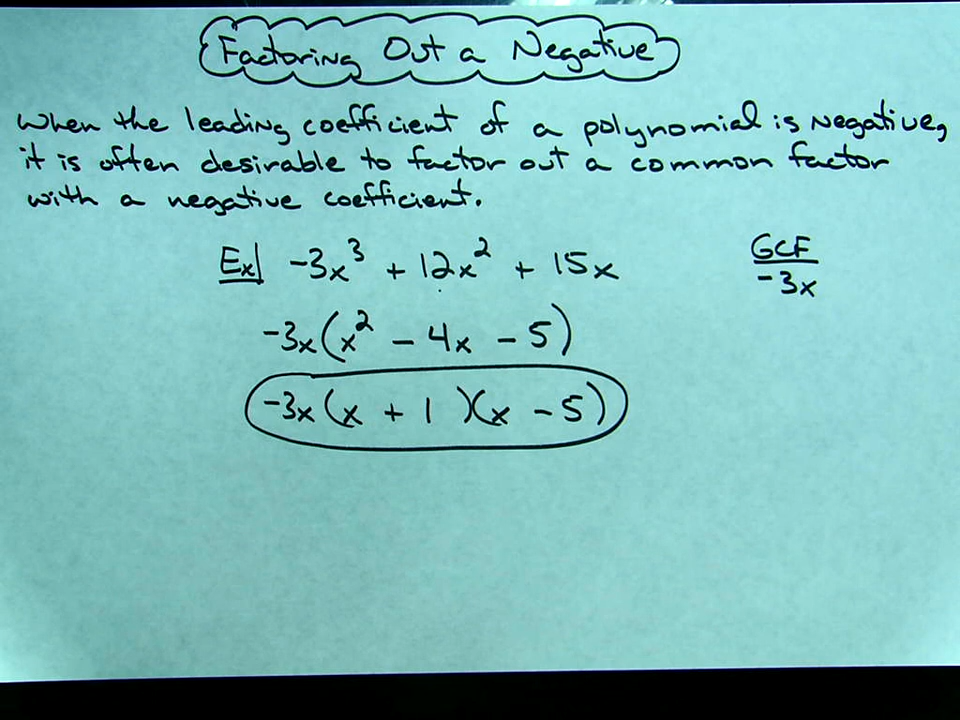 Factoring Out a Negative
When the leading coefficient of a polynomial is negative,
it is often desirable to factor out a common factor
with a negative coefficient.
Ex| -3x³ + 12x² + 15x
GCF
-3x
-3x(x² - 4x - 5)
-3x(x + 1)(x - 5)